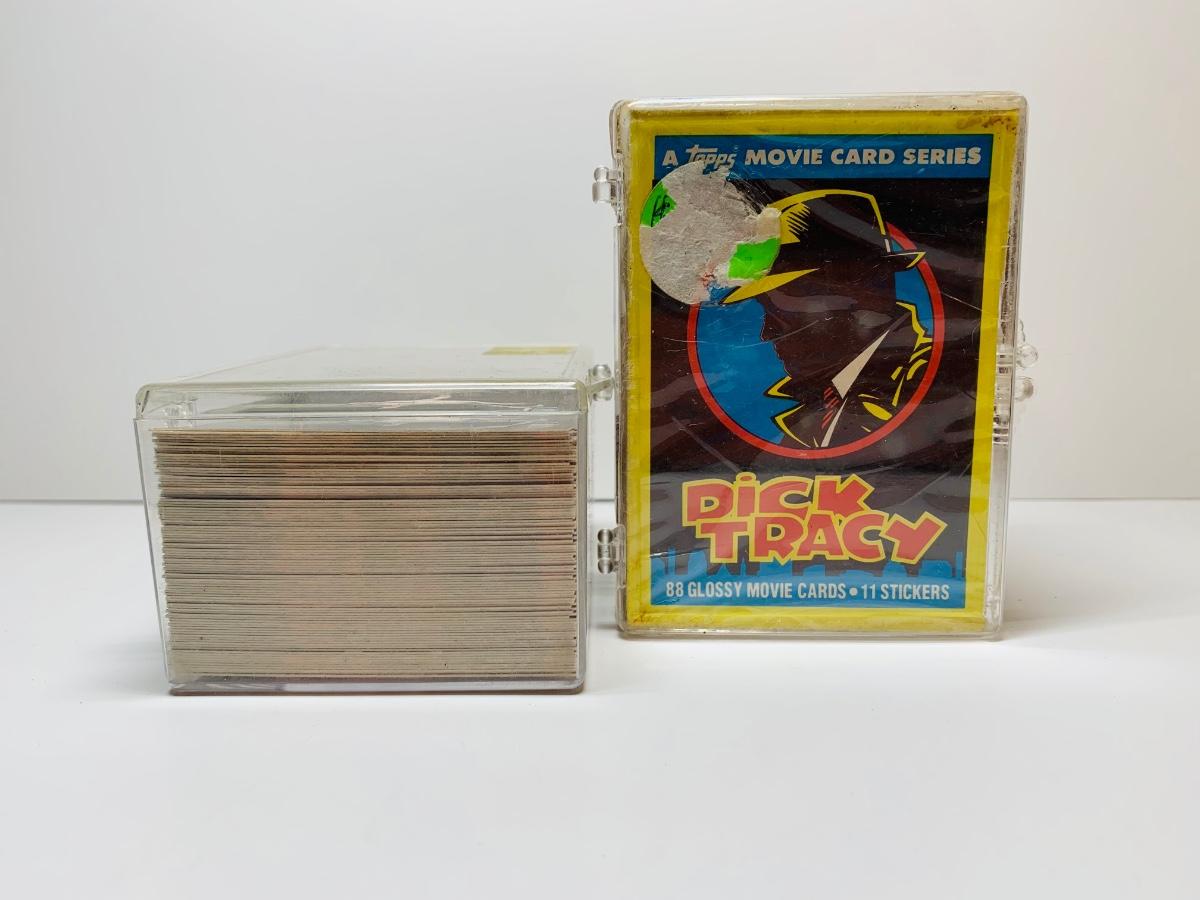 A Topps MOVIE CARD SERIES
DICK
TRACY
88 GLOSSY MOVIE CARDS • 11 STICKERS